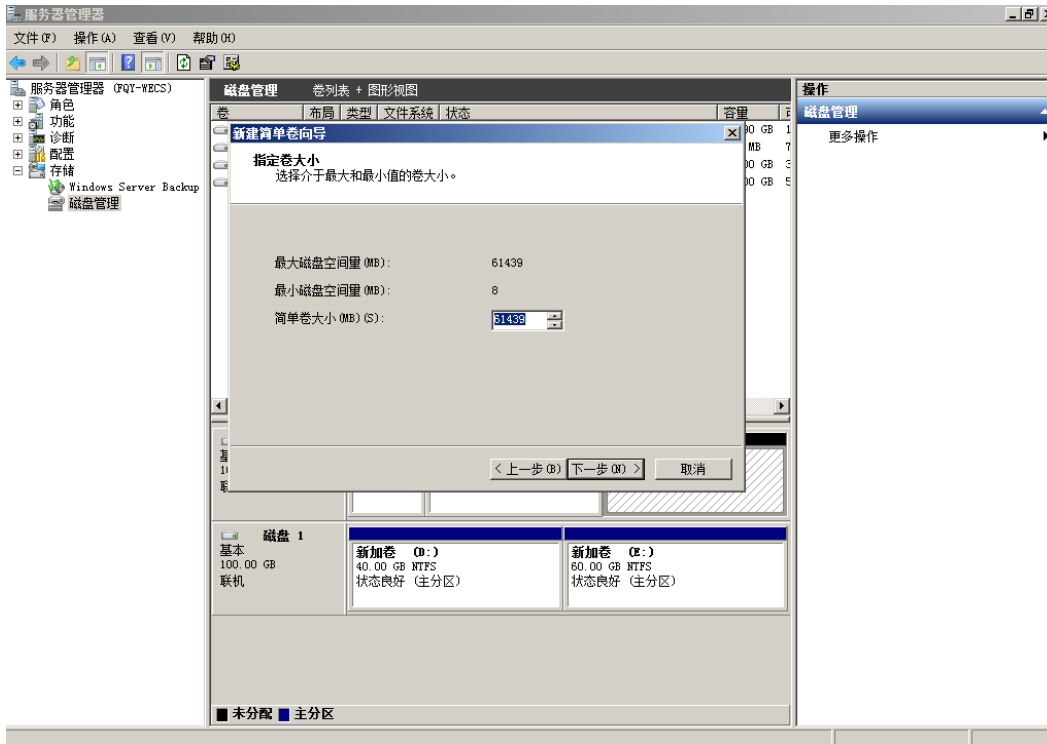 服务器管理器
文件(F) 操作(A) 查看(V) 帮助(H)
服务器管理器 (FQY-WECS)
角色
功能
诊断
配置
存储
Windows Server Backup
磁盘管理
磁盘管理 卷列表 + 图形视图
卷 布局 类型 文件系统 状态 容量
GB 1
MB 7
GB
GB 5
新建简单卷向导
指定卷大小
选择介于最大和最小值的卷大小。
最大磁盘空间量(MB): 61439
最小磁盘空间量(MB): 8
简单卷大小(MB)(S): 61439
< 上一步(B) 下一步(N) > 取消
磁盘 1
基本
100.00 GB
联机
新加卷 (D:)
40.00 GB NTFS
状态良好 (主分区)
新加卷 (E:)
60.00 GB NTFS
状态良好 (主分区)
未分配 主分区
操作
磁盘管理
更多操作